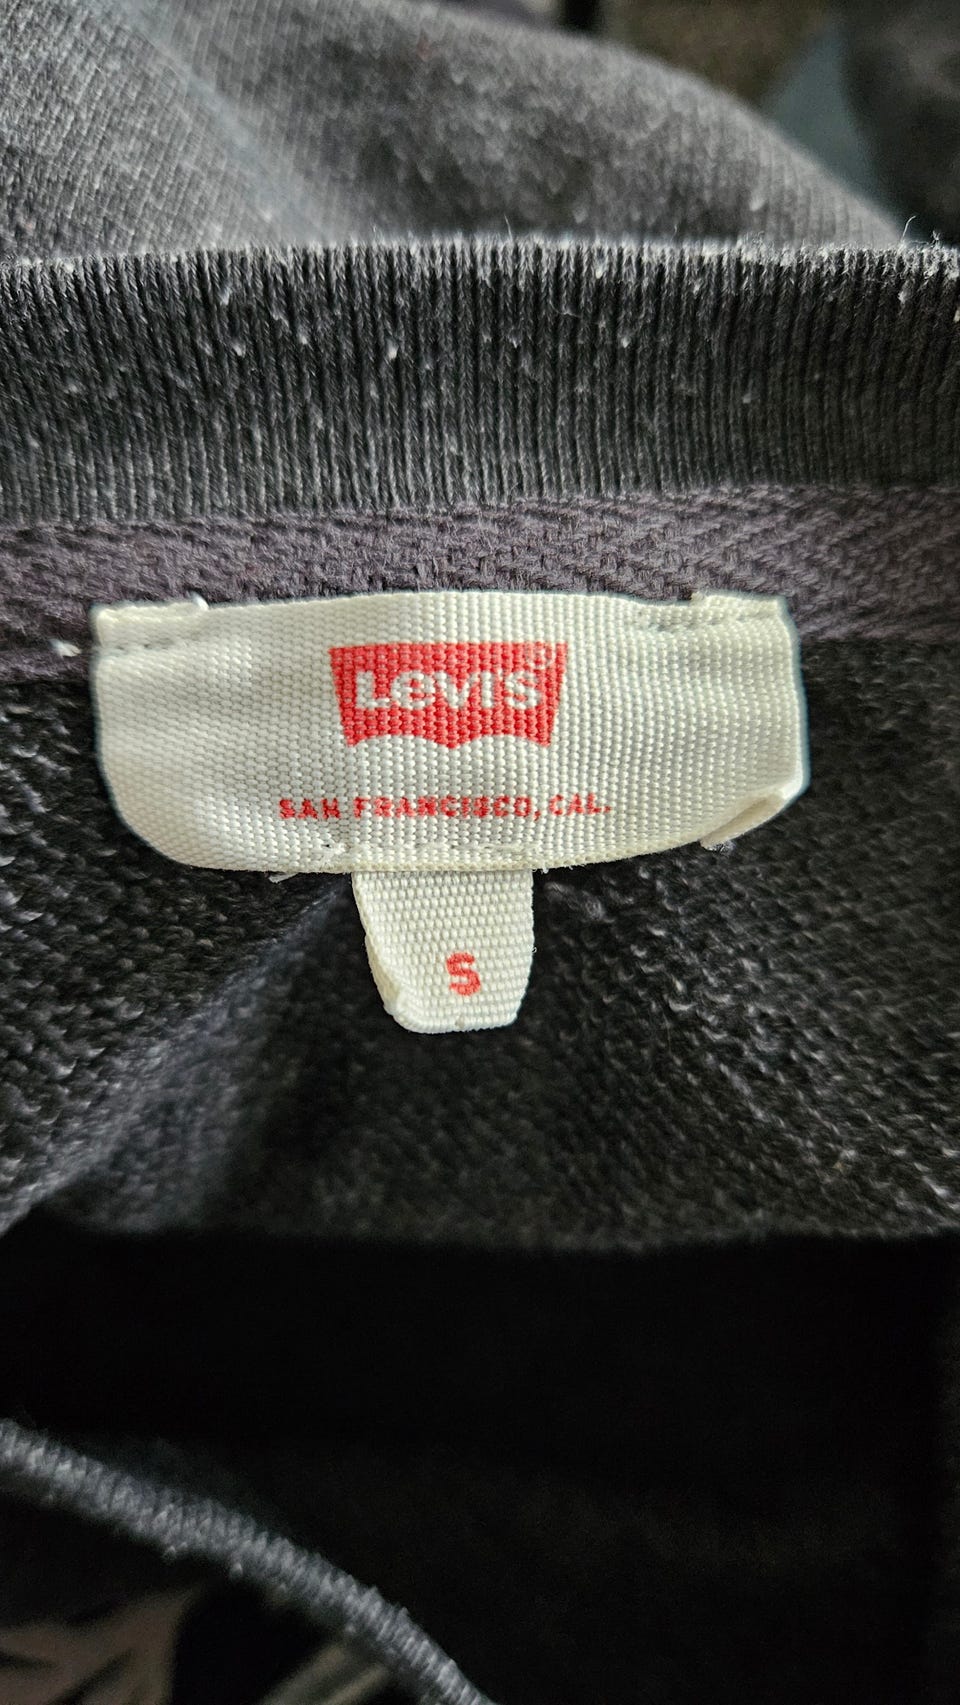 Levi's®
SAN FRANCISCO, CAL.
S